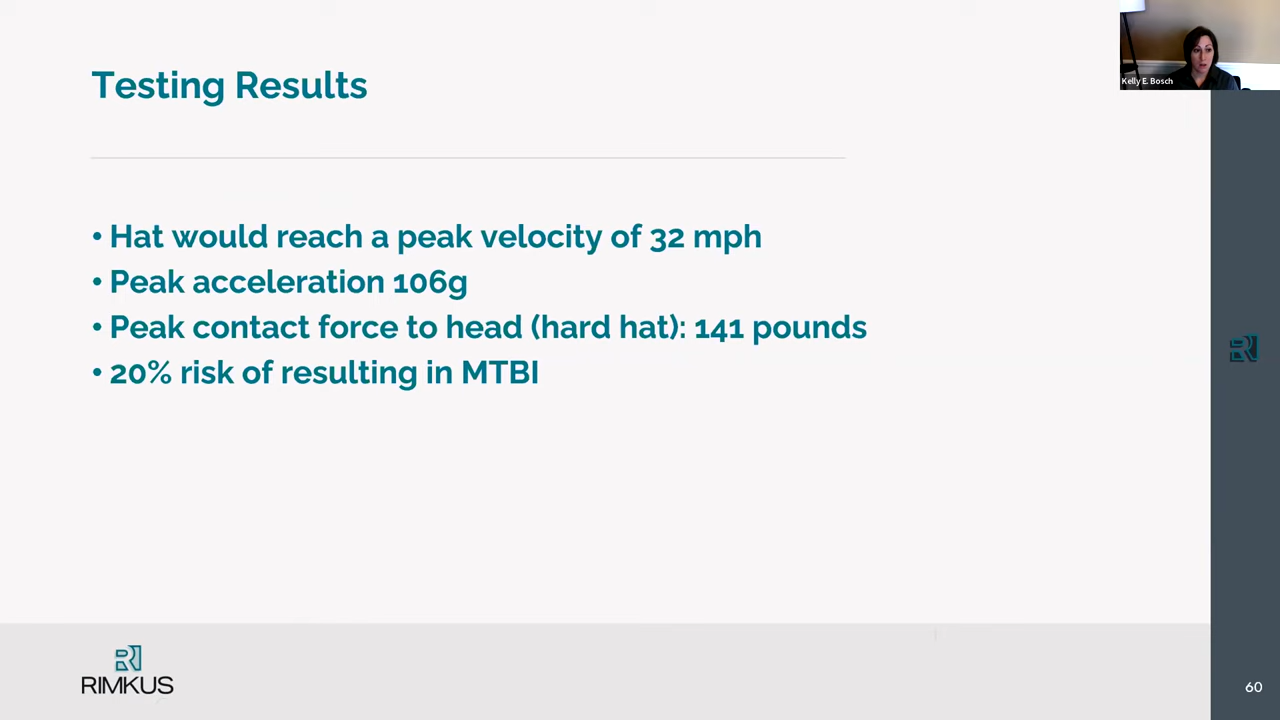 Kelly E. Bosch
Testing Results
• Hat would reach a peak velocity of 32 mph
• Peak acceleration 106g
• Peak contact force to head (hard hat): 141 pounds
• 20% risk of resulting in MTBI
RIMKUS
60